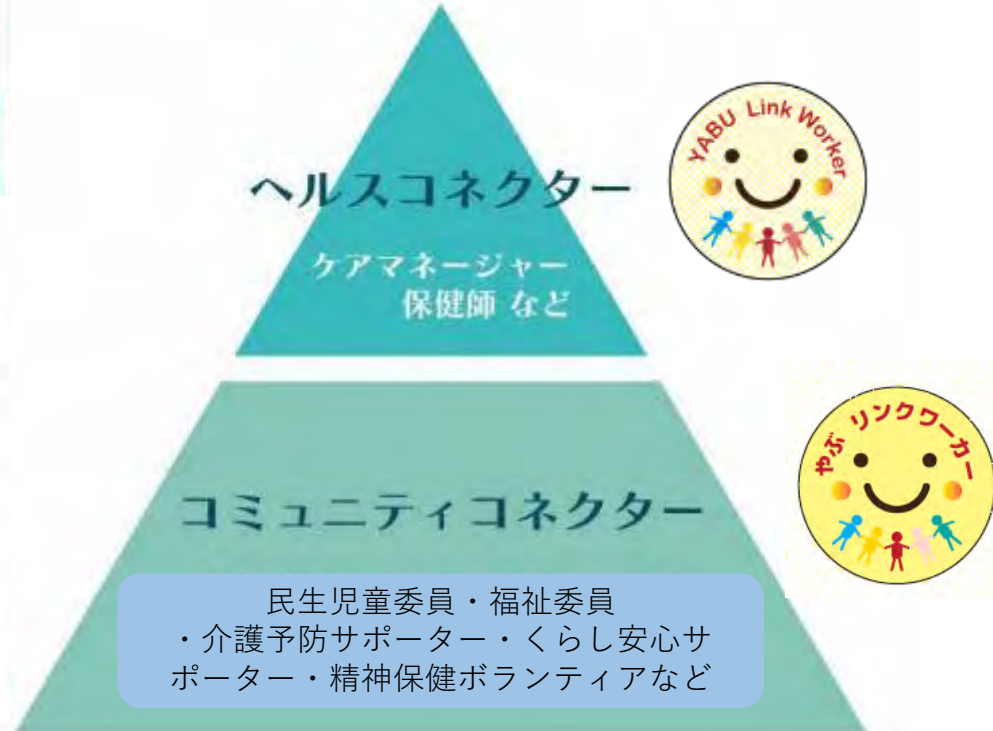 ヘルスコネクター
YABU Link Worker
ケアマネージャー
保健師 など
やぶ リンクワーカー
コミュニティコネクター
民生児童委員・福祉委員
・介護予防サポーター・くらし安心サ
ポーター・精神保健ボランティアなど